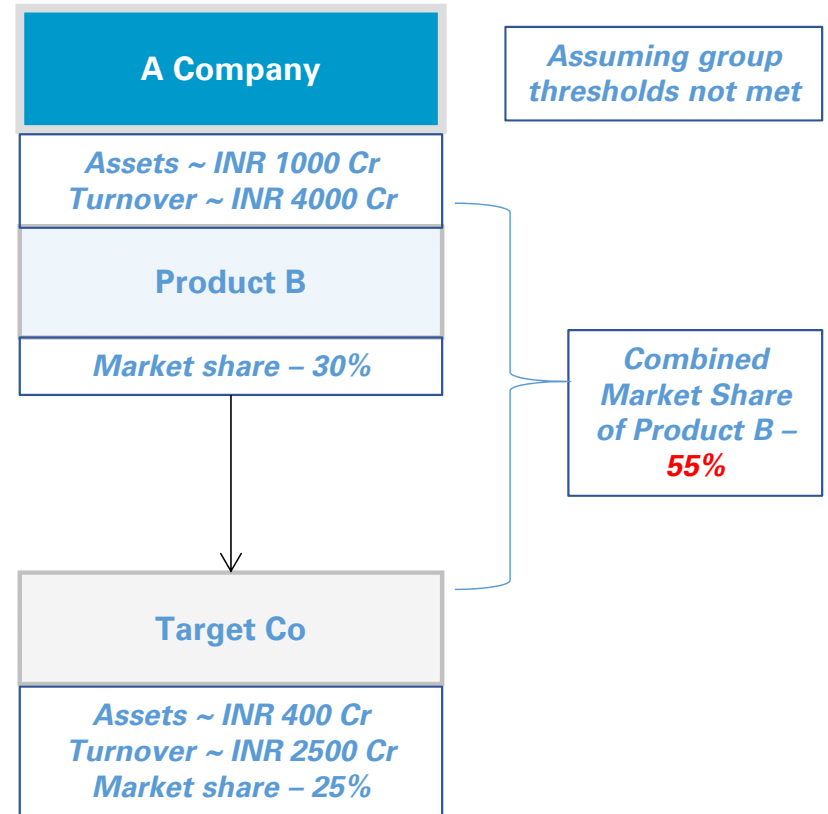 A Company
Assuming group
thresholds not met
Assets ~ INR 1000 Cr
Turnover ~ INR 4000 Cr
Product B
Market share – 30%
Combined
Market Share
of Product B –
55%
Target Co
Assets ~ INR 400 Cr
Turnover ~ INR 2500 Cr
Market share – 25%